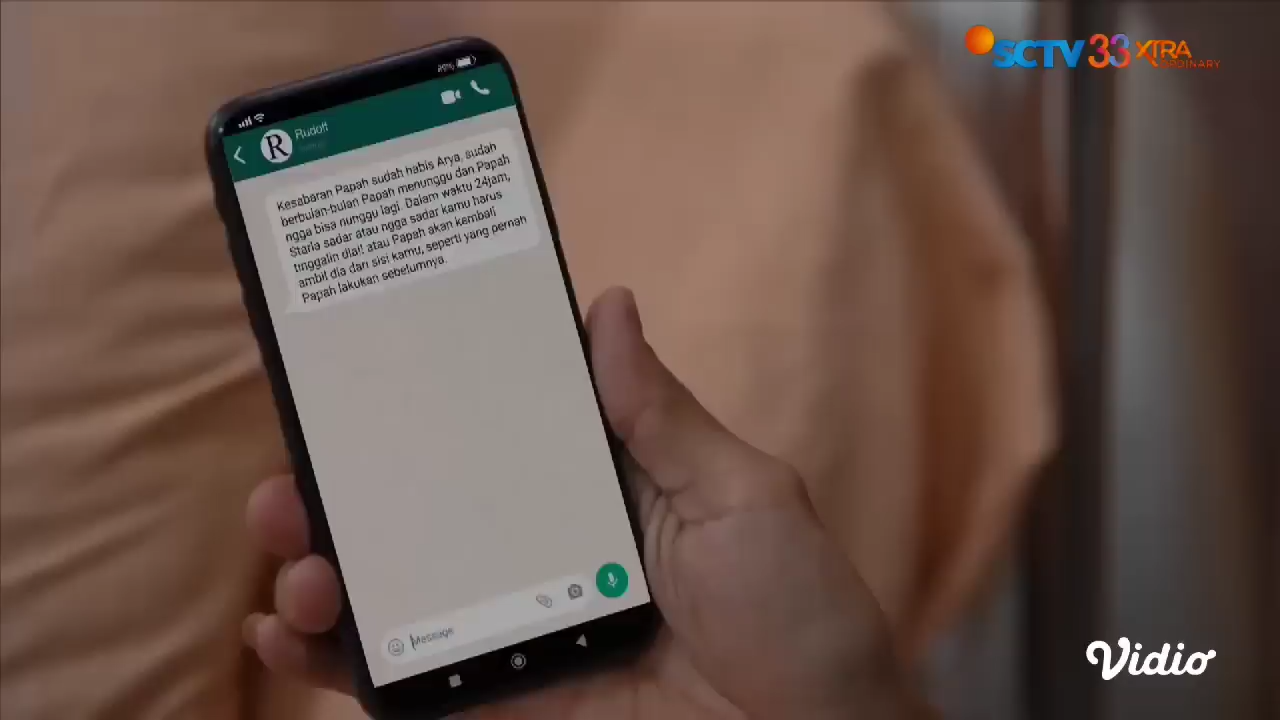 SCTV 33 XTRA
ORDINARY
Rudolf
Kesabaran Papah sudah habis Arya, sudah
berbulan-bulan Papah menunggu dan Papah
ngga bisa nunggu lagi. Dalam waktu 24jam,
Starla sadar atau ngga sadar kamu harus
tinggalin dia!! atau Papah akan kembali
ambil dia dari sisi kamu, seperti yang pernah
Papah lakukan sebelumnya.
Message
Vidio